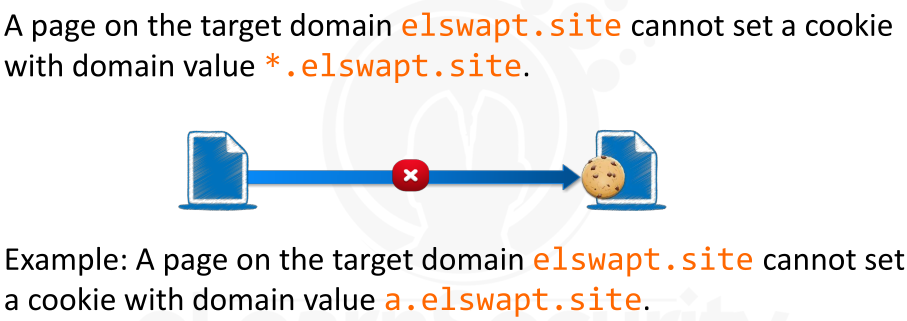 A page on the target domain elswapt.site cannot set a cookie
with domain value *.elswapt.site.
Example: A page on the target domain elswapt.site cannot set
a cookie with domain value a.elswapt.site.